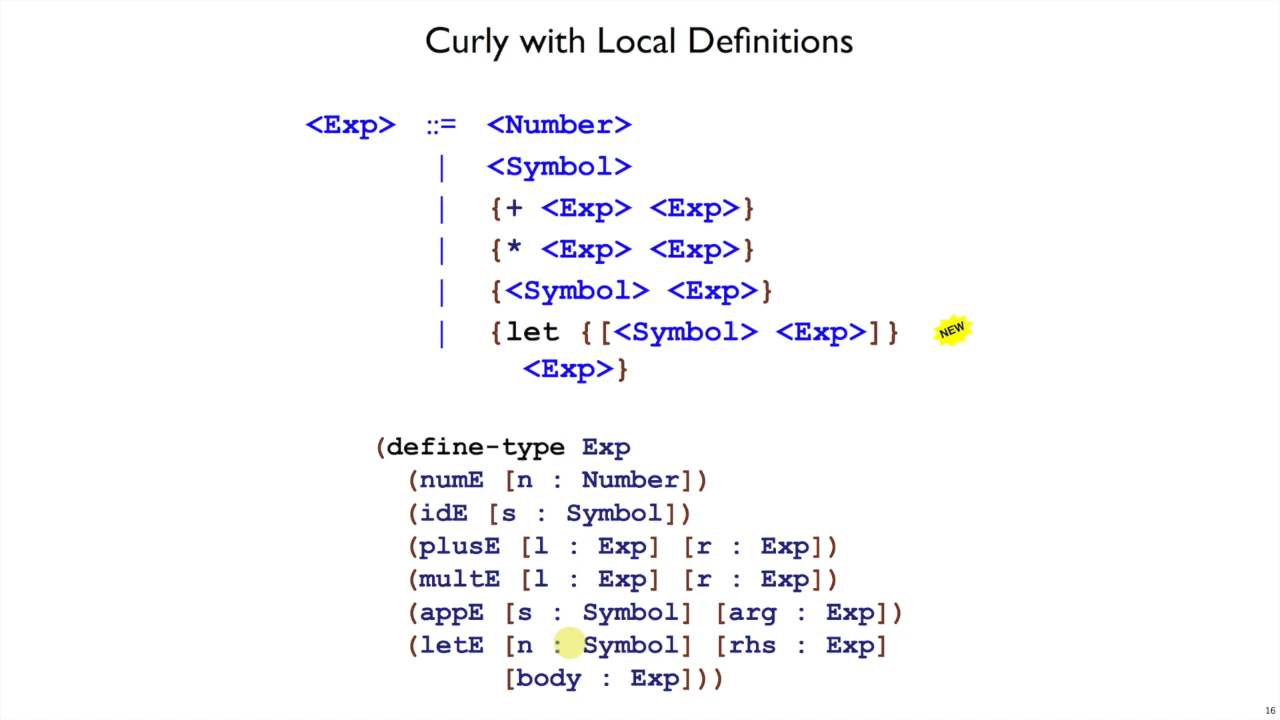 Curly with Local Definitions
<Exp> ::= <Number>
| <Symbol>
| {+ <Exp> <Exp>}
| {* <Exp> <Exp>}
| {<Symbol> <Exp>}
| {let {[<Symbol> <Exp>]} NEW
<Exp>}
(define-type Exp
(numE [n : Number])
(idE [s : Symbol])
(plusE [l : Exp] [r : Exp])
(multE [l : Exp] [r : Exp])
(appE [s : Symbol] [arg : Exp])
(letE [n : Symbol] [rhs : Exp]
[body : Exp]))
16